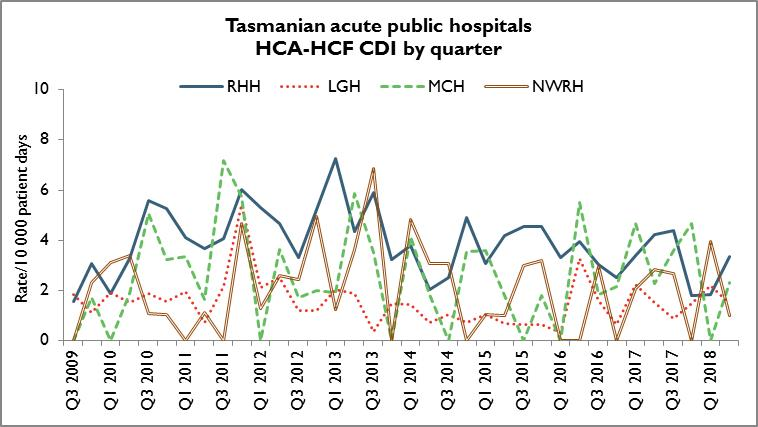 Tasmanian acute public hospitals
HCA-HCF CDI by quarter
RHH LGH MCH NWRH
Rate/10 000 patient days
10
8
6
4
2
0
Q3 2009 Q1 2010 Q3 2010 Q1 2011 Q3 2011 Q1 2012 Q3 2012 Q1 2013 Q3 2013 Q1 2014 Q3 2014 Q1 2015 Q3 2015 Q1 2016 Q3 2016 Q1 2017 Q3 2017 Q1 2018